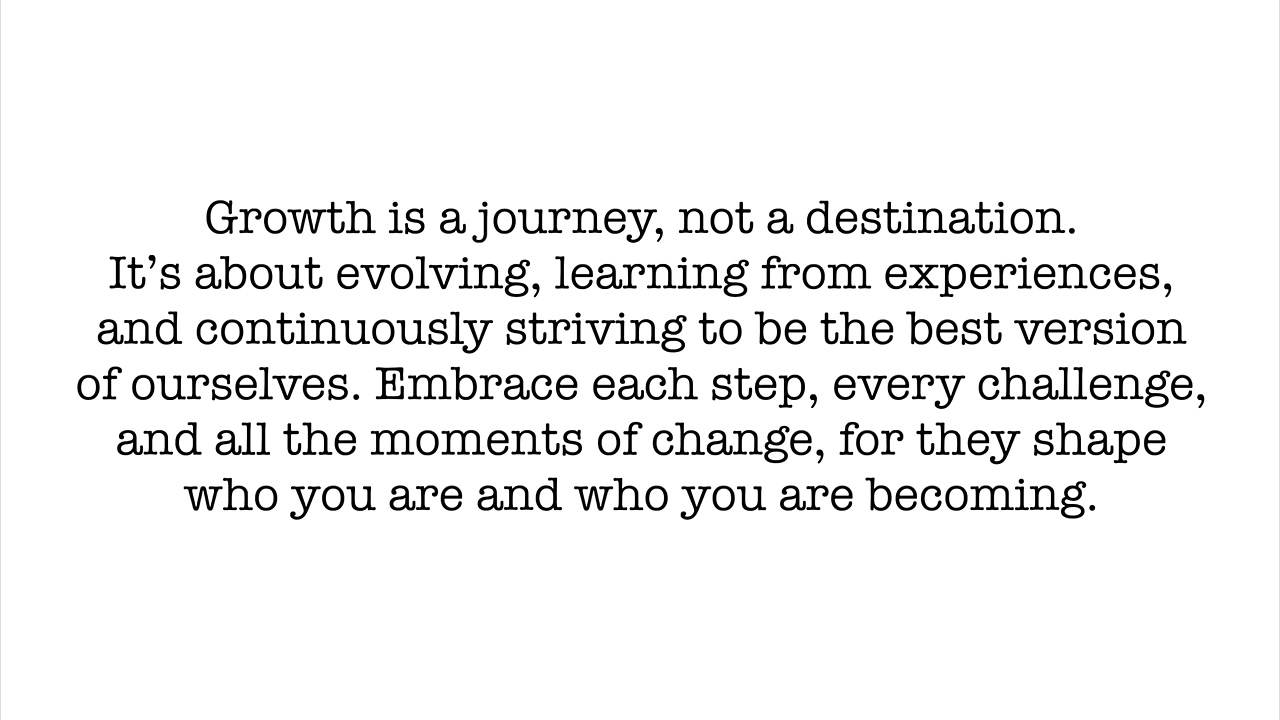 Growth is a journey, not a destination.
It’s about evolving, learning from experiences,
and continuously striving to be the best version
of ourselves. Embrace each step, every challenge,
and all the moments of change, for they shape
who you are and who you are becoming.